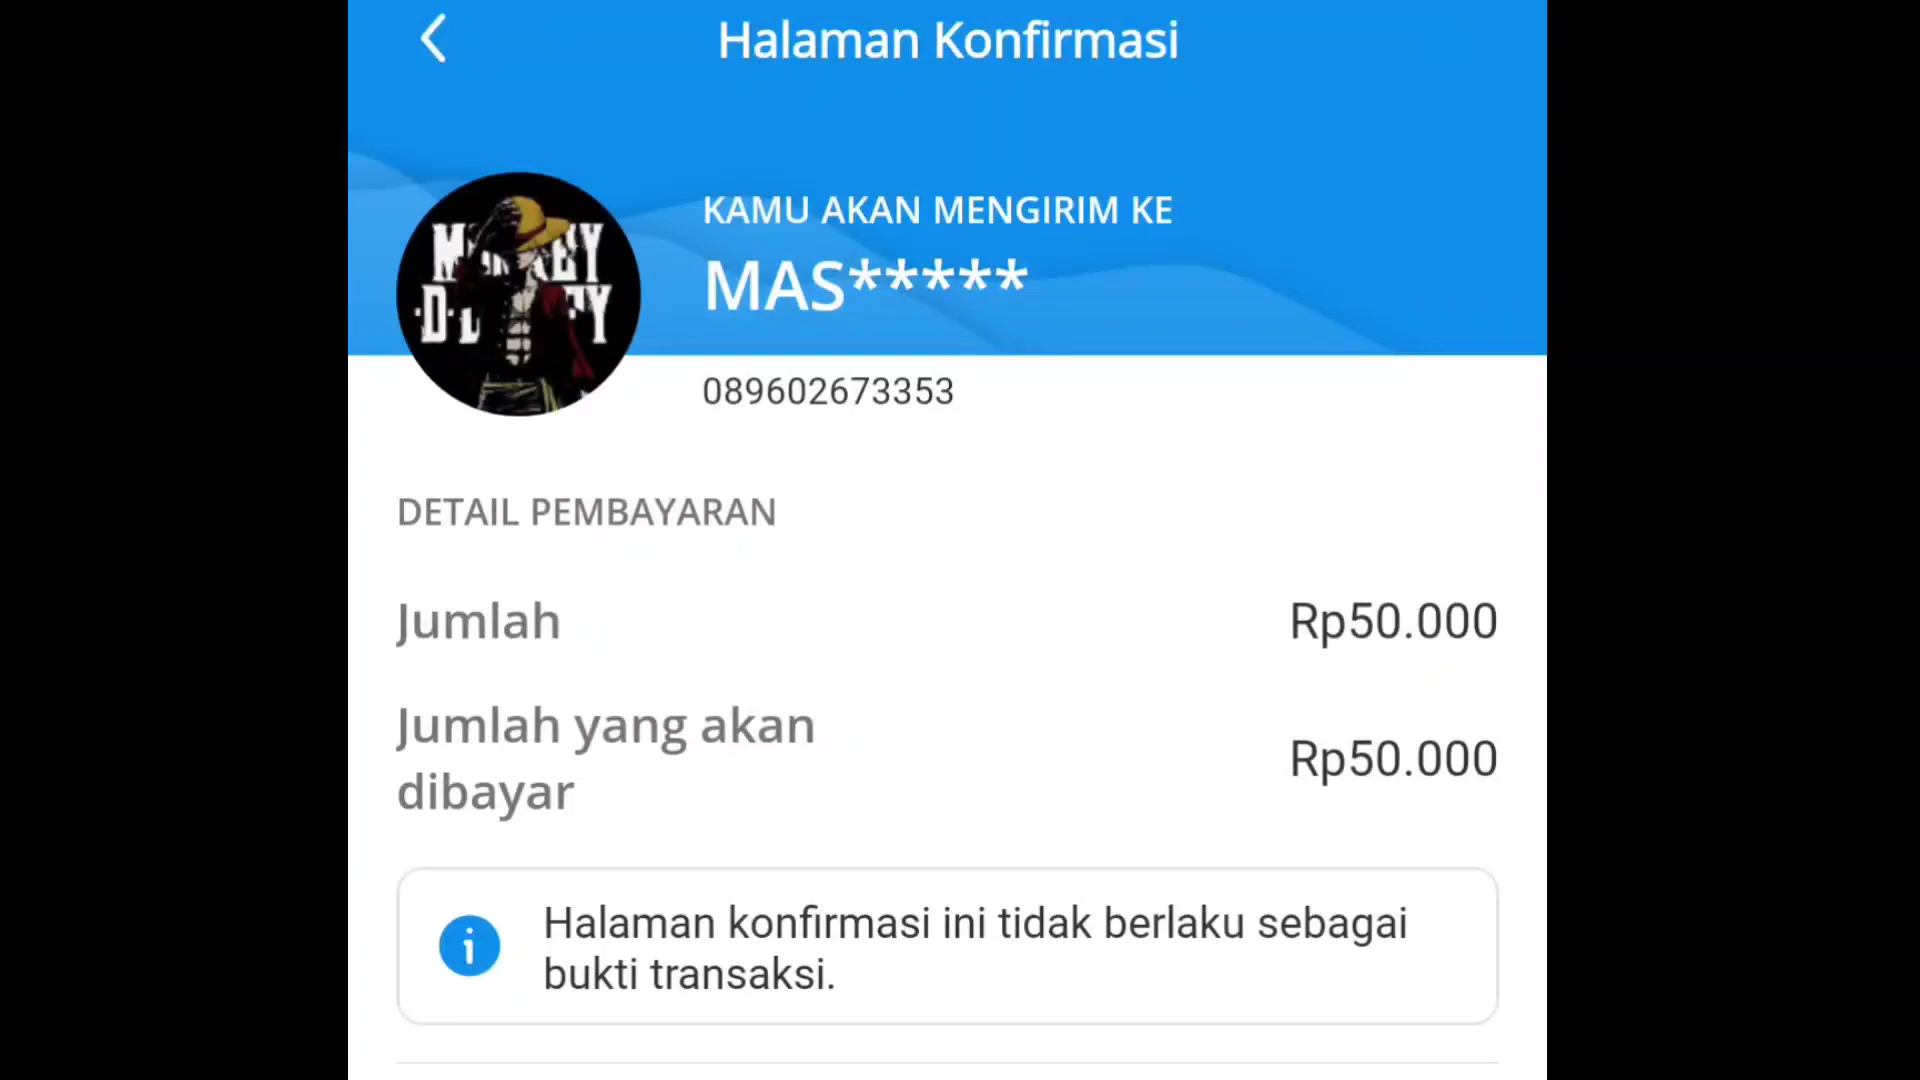 Halaman Konfirmasi
KAMU AKAN MENGIRIM KE
MAS*****
089602673353
DETAIL PEMBAYARAN
Jumlah
Rp50.000
Jumlah yang akan
dibayar
Rp50.000
Halaman konfirmasi ini tidak berlaku sebagai
bukti transaksi.